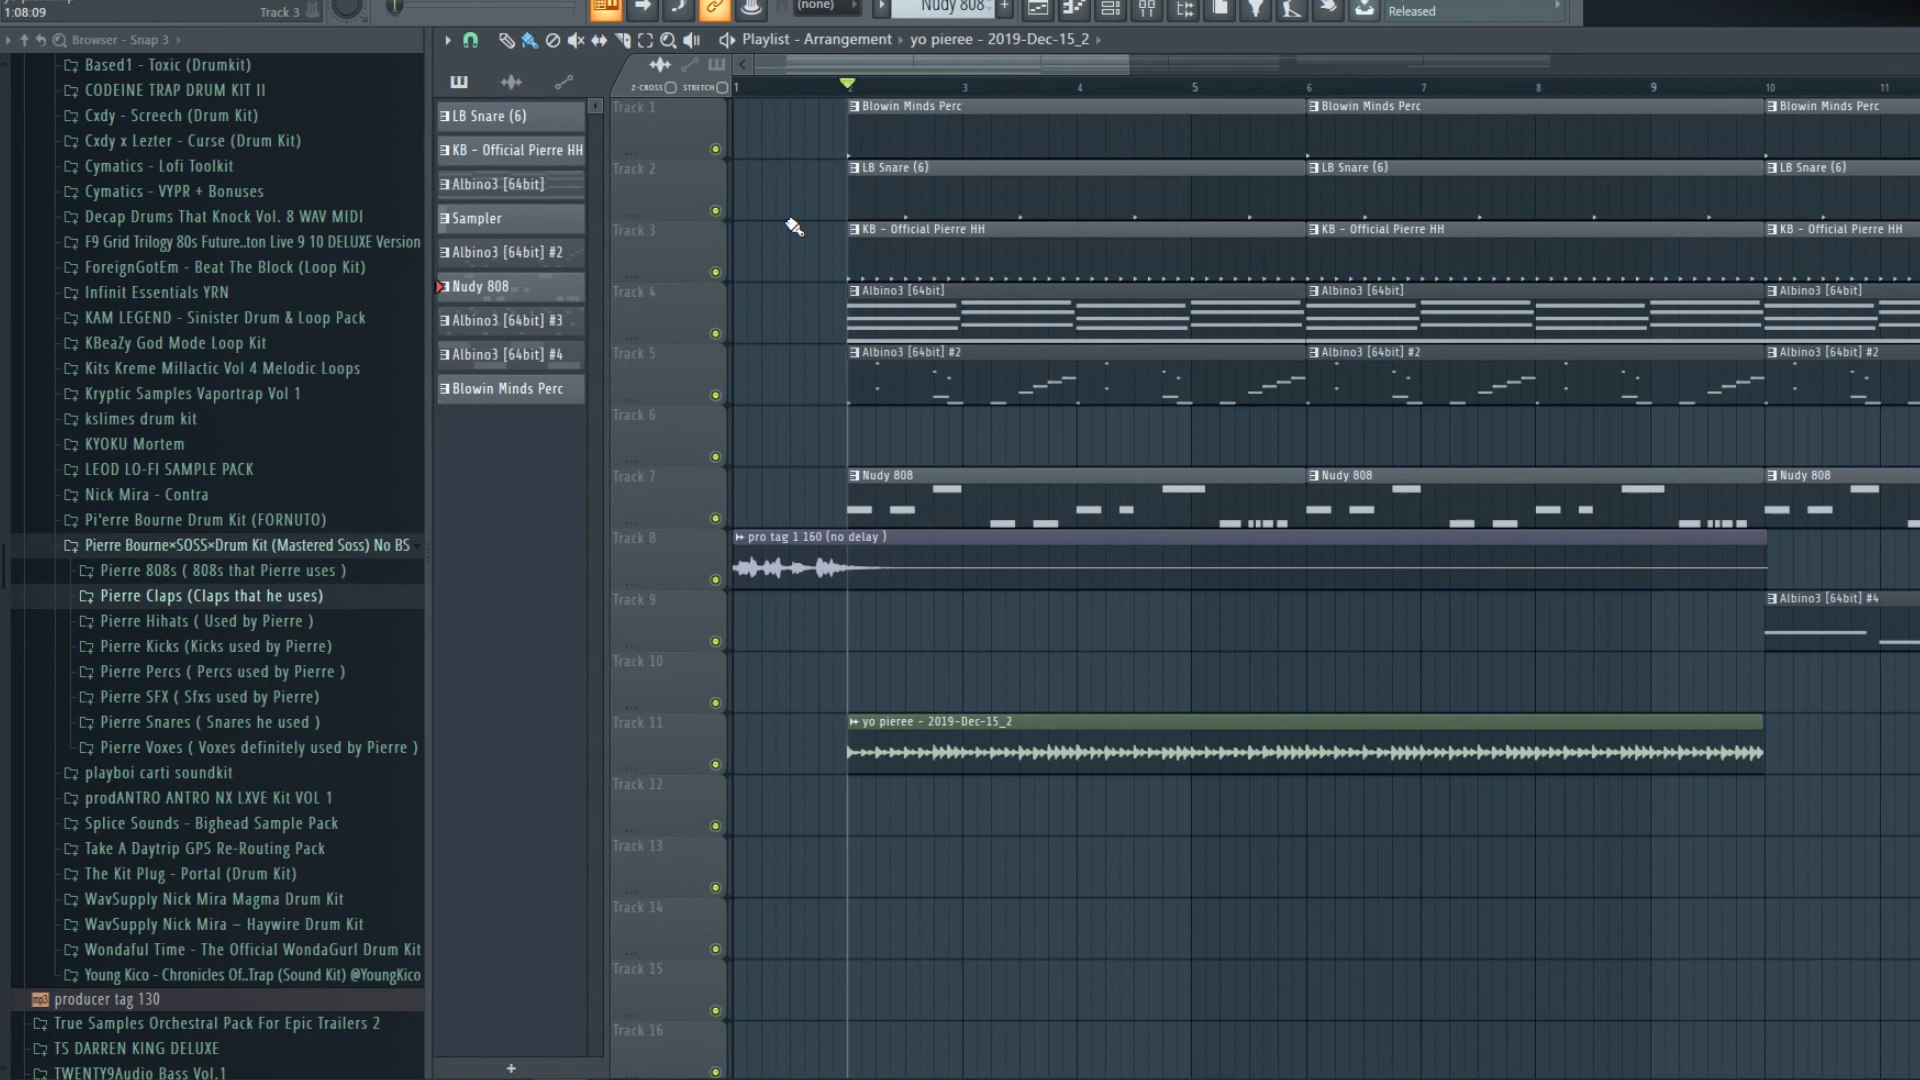 1:08:09
Track 3
(none)
Nudy 808
Released
Browser - Snap 3
Playlist - Arrangement
yo pieree - 2019-Dec-15_2
Based1 - Toxic (Drumkit)
CODEINE TRAP DRUM KIT II
Cxdy - Screech (Drum Kit)
Cxdy x Lezter - Curse (Drum Kit)
Cymatics - Lofi Toolkit
Cymatics - VYPR + Bonuses
Decap Drums That Knock Vol. 8 WAV MIDI
F9 Grid Trilogy 80s Future..ton Live 9 10 DELUXE Version
ForeignGotEm - Beat The Block (Loop Kit)
Infinit Essentials YRN
KAM LEGEND - Sinister Drum & Loop Pack
KBeaZy God Mode Loop Kit
Kits Kreme Millactic Vol 4 Melodic Loops
Kryptic Samples Vaportrap Vol 1
kslimes drum kit
KYOKU Mortem
LEOD LO-FI SAMPLE PACK
Nick Mira - Contra
Pi'erre Bourne Drum Kit (FORNUTO)
Pierre Bourne×SOSS×Drum Kit (Mastered Soss) No BS
Pierre 808s ( 808s that Pierre uses )
Pierre Claps (Claps that he uses)
Pierre Hihats ( Used by Pierre )
Pierre Kicks (Kicks used by Pierre)
Pierre Percs ( Percs used by Pierre )
Pierre SFX ( Sfxs used by Pierre)
Pierre Snares ( Snares he used )
Pierre Voxes ( Voxes definitely used by Pierre )
playboi carti soundkit
prodANTRO ANTRO NX LXVE Kit VOL 1
Splice Sounds - Bighead Sample Pack
Take A Daytrip GPS Re-Routing Pack
The Kit Plug - Portal (Drum Kit)
WavSupply Nick Mira Magma Drum Kit
WavSupply Nick Mira – Haywire Drum Kit
Wondaful Time - The Official WondaGurl Drum Kit
Young Kico - Chronicles Of..Trap (Sound Kit) @YoungKico
mp3 producer tag 130
True Samples Orchestral Pack For Epic Trailers 2
TS DARREN KING DELUXE
TWENTY9Audio Bass Vol.1
LB Snare (6)
KB - Official Pierre HH
Albino3 [64bit]
Sampler
Albino3 [64bit] #2
Nudy 808
Albino3 [64bit] #3
Albino3 [64bit] #4
Blowin Minds Perc
+
Z-CROSS STRETCH
1 2 3 4 5 6 7 8 9 10 11
Track 1
Blowin Minds Perc Blowin Minds Perc Blowin Minds Perc
Track 2
LB Snare (6) LB Snare (6) LB Snare (6)
Track 3
KB - Official Pierre HH KB - Official Pierre HH KB - Official Pierre HH
Track 4
Albino3 [64bit] Albino3 [64bit] Albino3 [64bit]
Track 5
Albino3 [64bit] #2 Albino3 [64bit] #2 Albino3 [64bit] #2
Track 6
Track 7
Nudy 808 Nudy 808 Nudy 808
Track 8
pro tag 1 160 (no delay )
Track 9
Albino3 [64bit] #4
Track 10
Track 11
yo pieree - 2019-Dec-15_2
Track 12
Track 13
Track 14
Track 15
Track 16